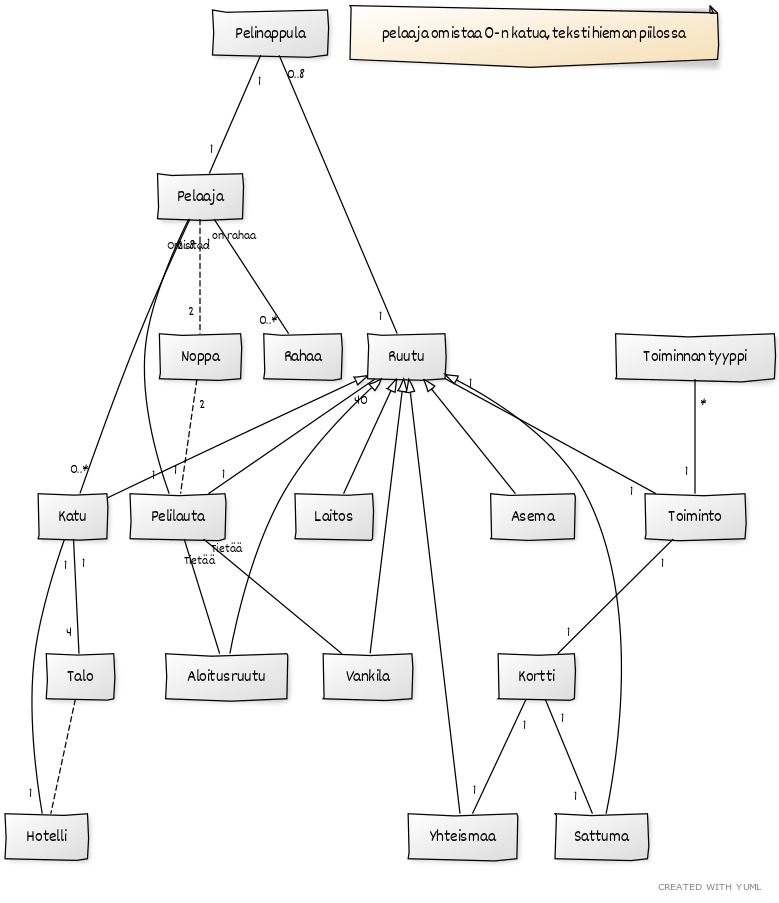 Pelinappula
pelaaja omistaa 0-n katua, teksti hieman piilossa
1
0..8
1
Pelaaja
on rahaa
2
0..*
1
Noppa
Rahaa
Ruutu
Toiminnan tyyppi
2
40
1
*
0..*
1
1
1
1
1
Katu
Pelilauta
Laitos
Asema
Toiminto
Tietää
Tietää
1
1
1
4
1
Talo
Aloitusruutu
Vankila
Kortti
1
1
1
1
1
Hotelli
Yhteismaa
Sattuma
CREATED WITH YUML